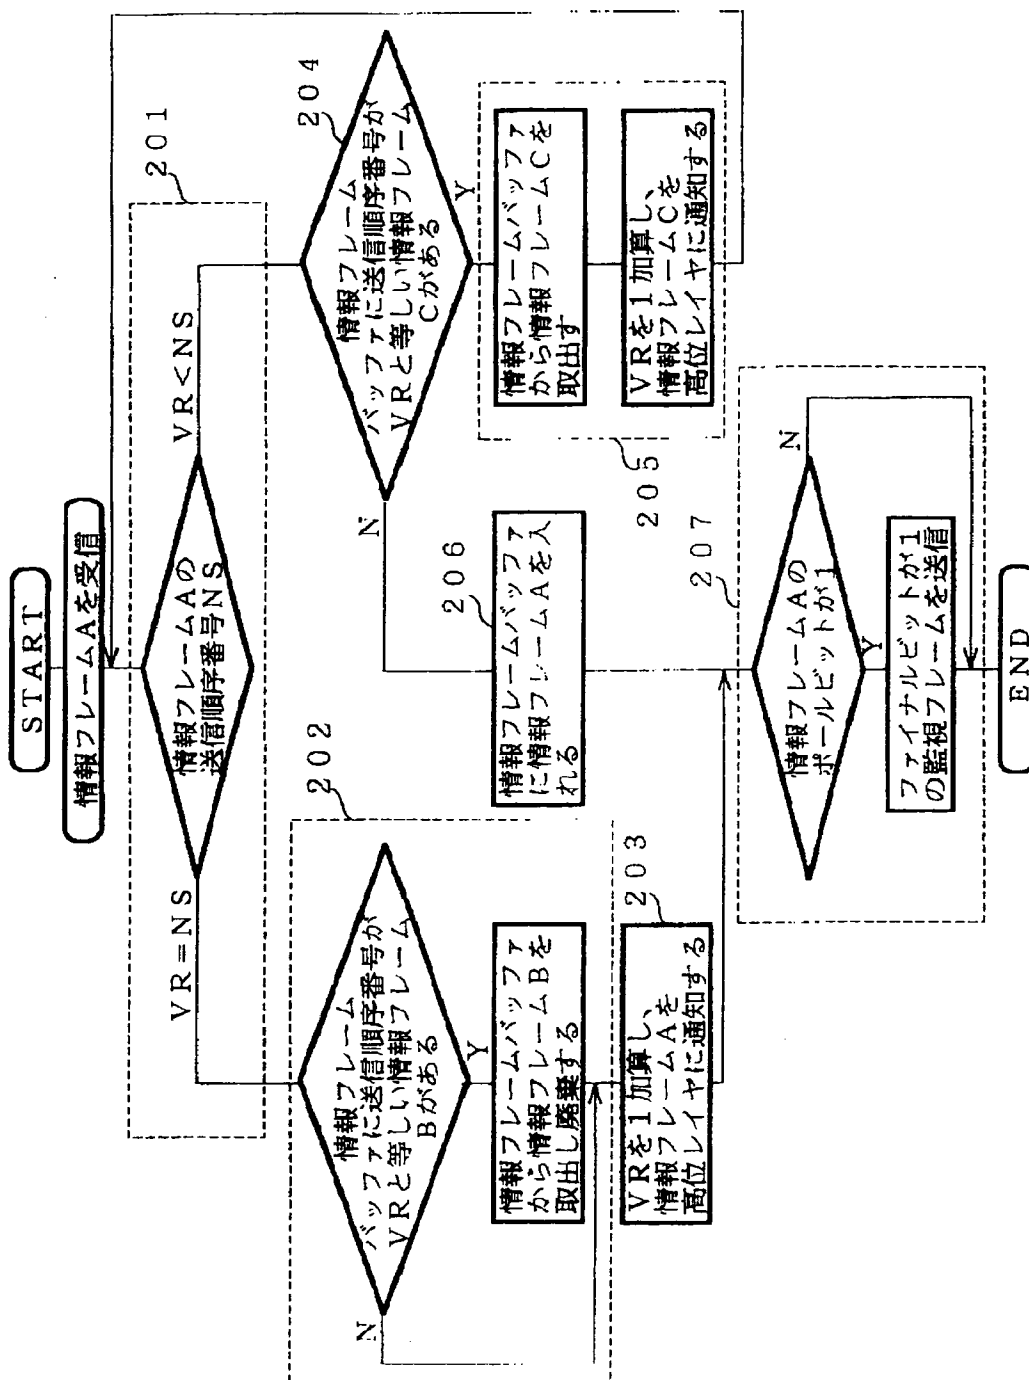 START
情報フレームAを受信
201
情報フレームAの
送信順序番号NS
VR=NS
VR<NS
202
情報フレーム
バッファに送信順序番号が
VRと等しい情報フレーム
Bがある
N
Y
情報フレームバッファ
から情報フレームBを
取出し廃棄する
203
VRを1加算し、
情報フレームAを
高位レイヤに通知する
204
情報フレーム
バッファに送信順序番号が
VRと等しい情報フレーム
Cがある
N
Y
205
情報フレームバッファ
から情報フレームCを
取出す
VRを1加算し、
情報フレームCを
高位レイヤに通知する
206
情報フレームバッファ
に情報フレームAを入
れる
207
情報フレームAの
ポールビットが1
N
Y
ファイナルビットが1
の監視フレームを送信
END